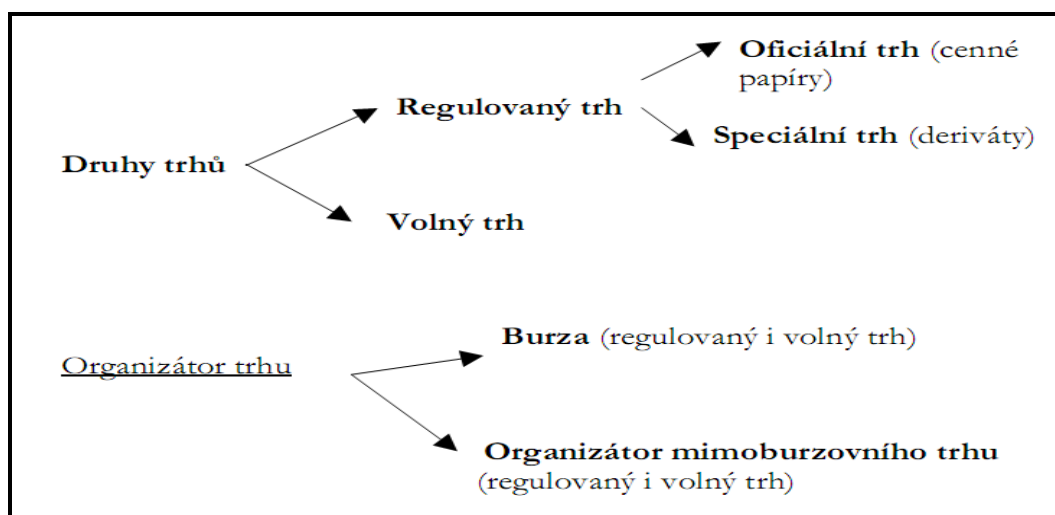 Oficiální trh (cenné
papíry)
Regulovaný trh
Speciální trh (deriváty)
Druhy trhů
Volný trh
Burza (regulovaný i volný trh)
Organizátor trhu
Organizátor mimoburzovního trhu
(regulovaný i volný trh)